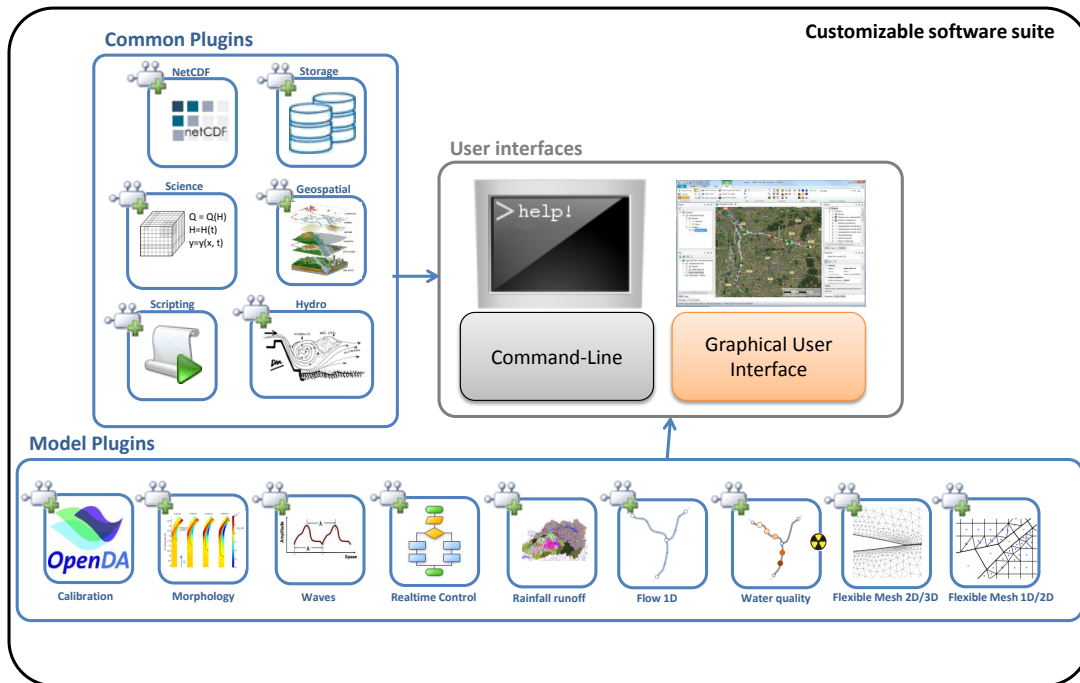 Customizable software suite
Common Plugins
NetCDF
Storage
netCDF
Science
Geospatial
Q = Q(H)
H=H(t)
y=y(x, t)
Scripting
Hydro
User interfaces
>help!
Command-Line
Graphical User
Interface
Model Plugins
OpenDA
Amplitude
λ
λ
Space
Calibration
Morphology
Waves
Realtime Control
Rainfall runoff
Flow 1D
Water quality
Flexible Mesh 2D/3D
Flexible Mesh 1D/2D